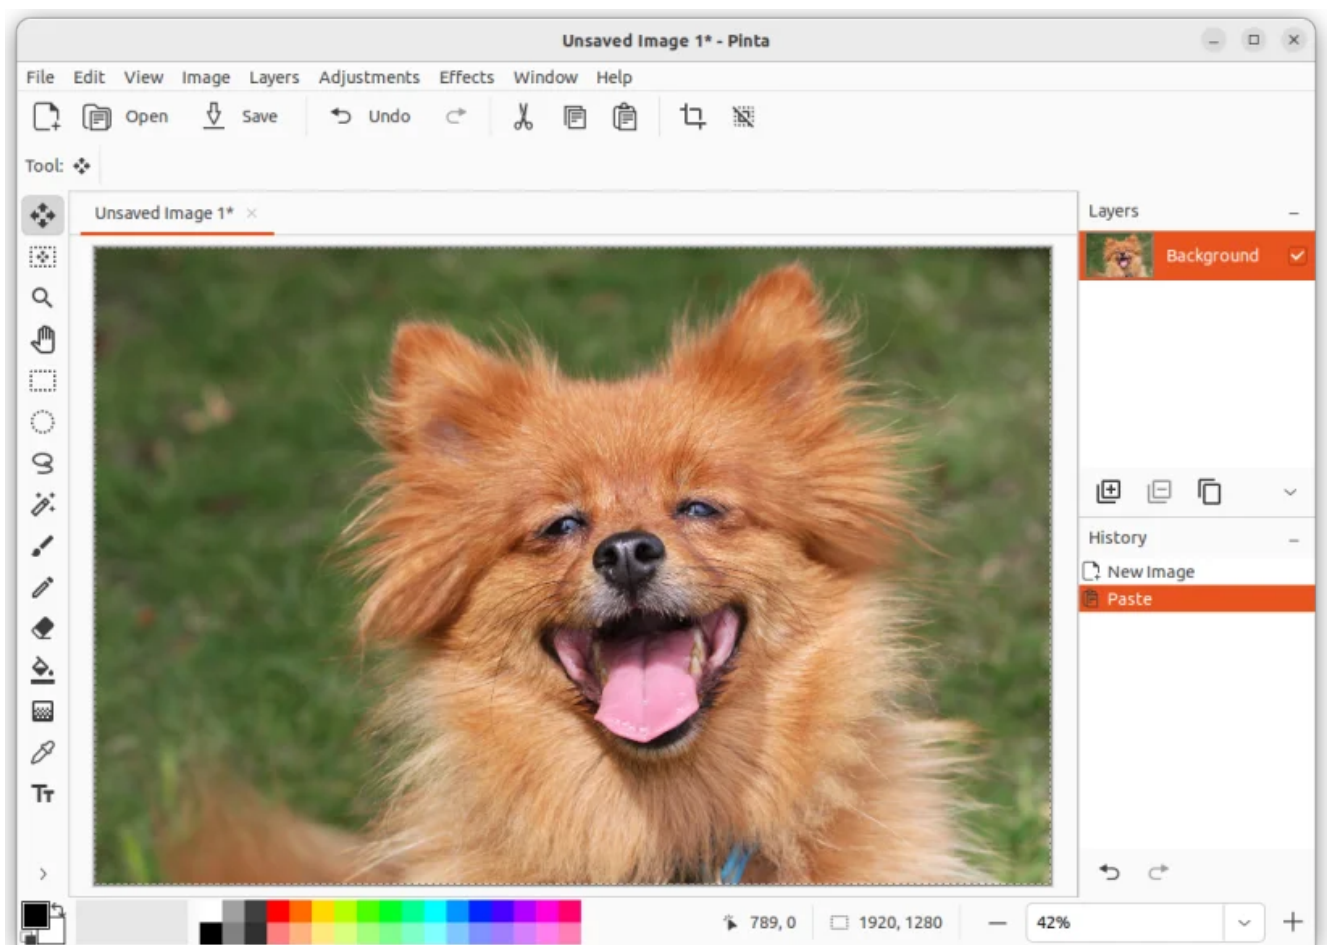 Unsaved Image 1* - Pinta
File Edit View Image Layers Adjustments Effects Window Help
Open Save Undo
Tool:
Unsaved Image 1*
Layers
Background
History
New Image
Paste
789, 0 1920, 1280 42%